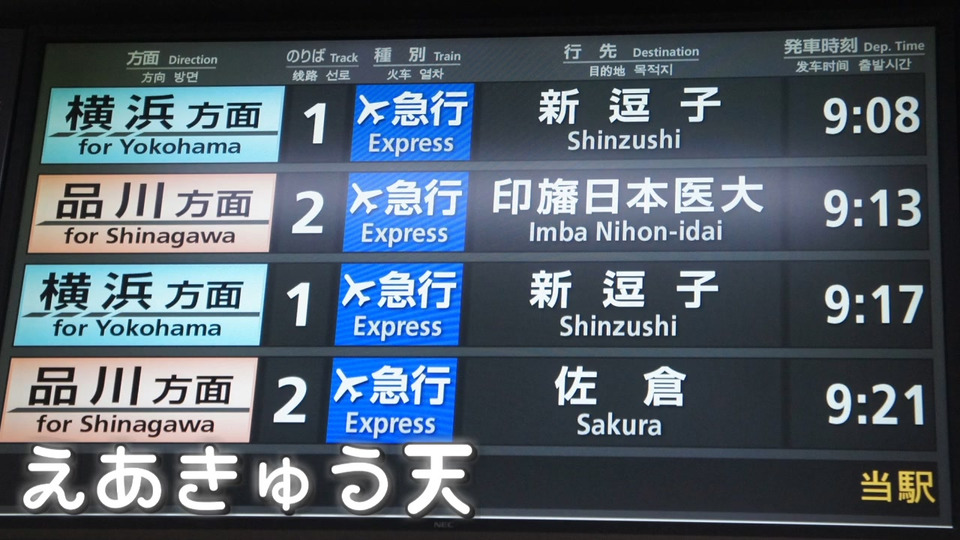 方面 Direction のりば Track 種別 Train 行先 Destination 発車時刻 Dep. Time
方向 방면 线路 선로 火车 열차 目的地 목적지 发车时间 출발시간
横浜方面 1 急行 新逗子 9:08
for Yokohama Express Shinzushi
品川方面 2 急行 印旛日本医大 9:13
for Shinagawa Express Imba Nihon-idai
横浜方面 1 急行 新逗子 9:17
for Yokohama Express Shinzushi
品川方面 2 急行 佐倉 9:21
for Shinagawa Express Sakura
えあきゅう天 当駅
NEC